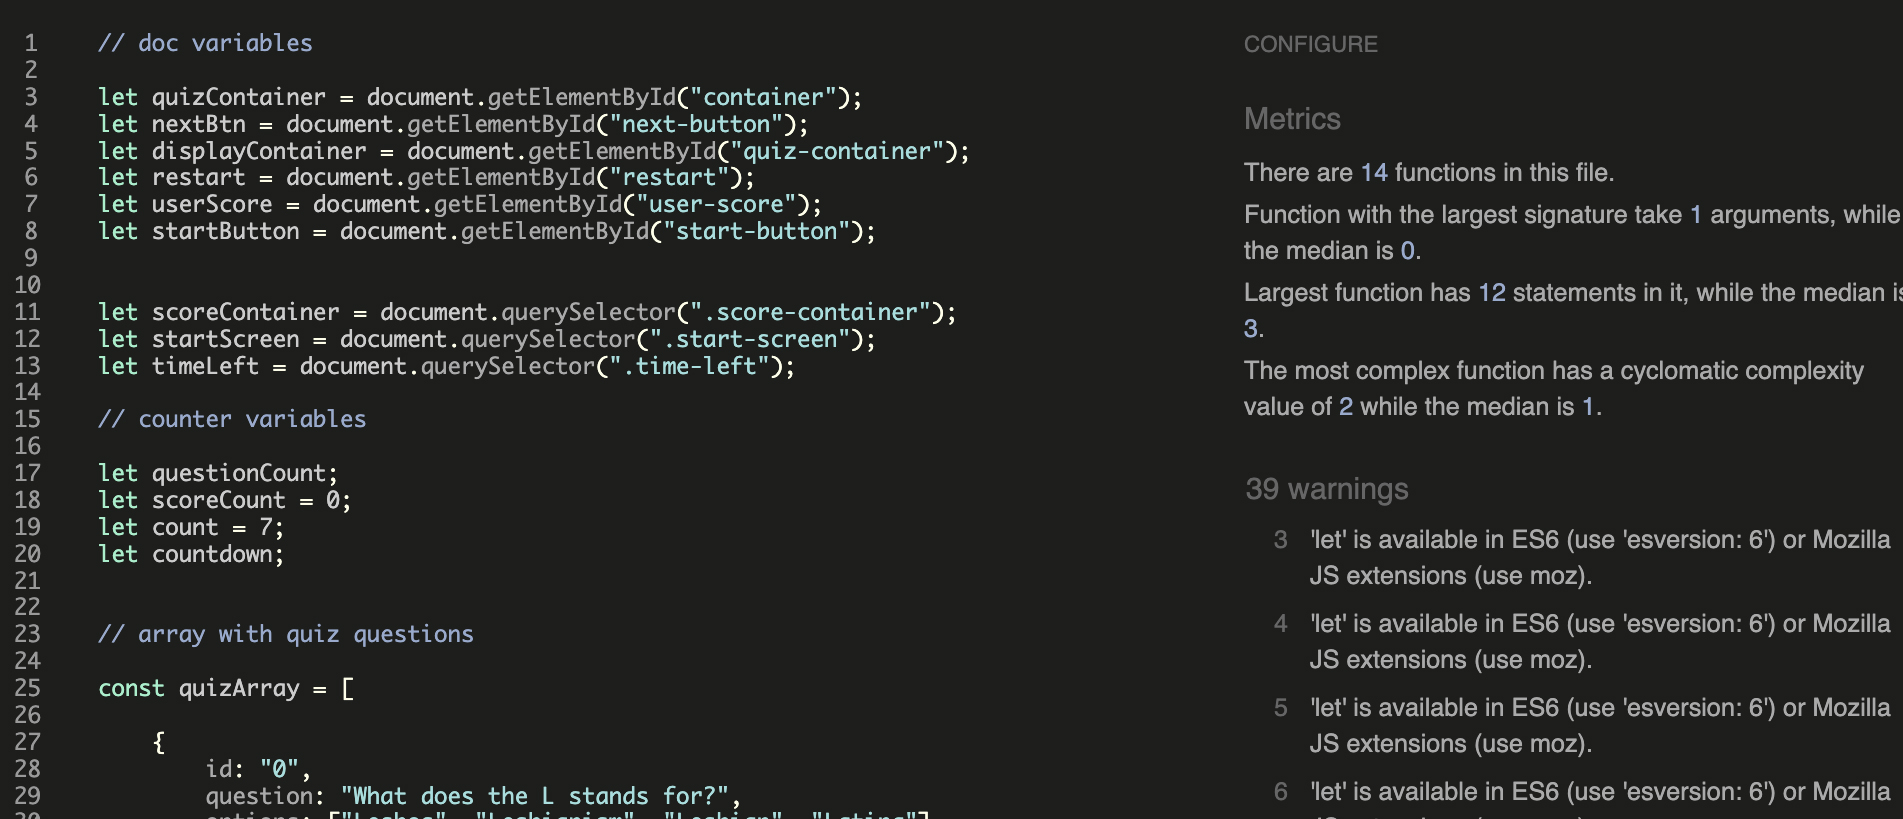 1 // doc variables
2
3 let quizContainer = document.getElementById("container");
4 let nextBtn = document.getElementById("next-button");
5 let displayContainer = document.getElementById("quiz-container");
6 let restart = document.getElementById("restart");
7 let userScore = document.getElementById("user-score");
8 let startButton = document.getElementById("start-button");
9
10
11 let scoreContainer = document.querySelector(".score-container");
12 let startScreen = document.querySelector(".start-screen");
13 let timeLeft = document.querySelector(".time-left");
14
15 // counter variables
16
17 let questionCount;
18 let scoreCount = 0;
19 let count = 7;
20 let countdown;
21
22
23 // array with quiz questions
24
25 const quizArray = [
26
27 {
28 id: "0",
29 question: "What does the L stands for?",
CONFIGURE
Metrics
There are 14 functions in this file.
Function with the largest signature take 1 arguments, while
the median is 0.
Largest function has 12 statements in it, while the median is
3.
The most complex function has a cyclomatic complexity
value of 2 while the median is 1.
39 warnings
3 'let' is available in ES6 (use 'esversion: 6') or Mozilla
JS extensions (use moz).
4 'let' is available in ES6 (use 'esversion: 6') or Mozilla
JS extensions (use moz).
5 'let' is available in ES6 (use 'esversion: 6') or Mozilla
JS extensions (use moz).
6 'let' is available in ES6 (use 'esversion: 6') or Mozilla